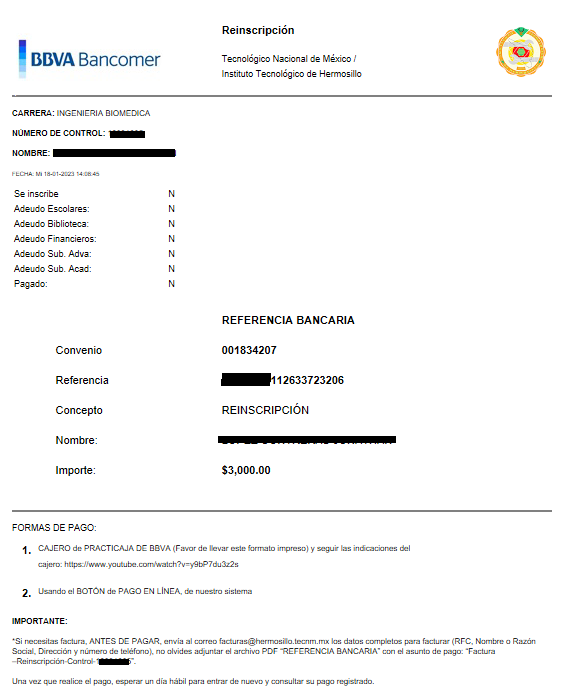 Reinscripción
BBVA Bancomer
Tecnológico Nacional de México /
Instituto Tecnológico de Hermosillo
CARRERA: INGENIERIA BIOMEDICA
NÚMERO DE CONTROL:
NOMBRE:
FECHA: Mi 18-01-2023 14:08:45
Se inscribe N
Adeudo Escolares: N
Adeudo Biblioteca: N
Adeudo Financieros: N
Adeudo Sub. Adva: N
Adeudo Sub. Acad: N
Pagado: N
REFERENCIA BANCARIA
Convenio 001834207
Referencia 112633723206
Concepto REINSCRIPCIÓN
Nombre:
Importe: $3,000.00
FORMAS DE PAGO:
1. CAJERO de PRACTICAJA DE BBVA (Favor de llevar este formato impreso) y seguir las indicaciones del
cajero: https://www.youtube.com/watch?v=y9bP7du3z2s
2. Usando el BOTÓN de PAGO EN LÍNEA, de nuestro sistema
IMPORTANTE:
*Si necesitas factura, ANTES DE PAGAR, envía al correo facturas@hermosillo.tecnm.mx los datos completos para facturar (RFC, Nombre o Razón
Social, Dirección y número de teléfono), no olvides adjuntar el archivo PDF “REFERENCIA BANCARIA” con el asunto de pago: “Factura
–Reinscripción-Control- ”.
Una vez que realice el pago, esperar un día hábil para entrar de nuevo y consultar su pago registrado.